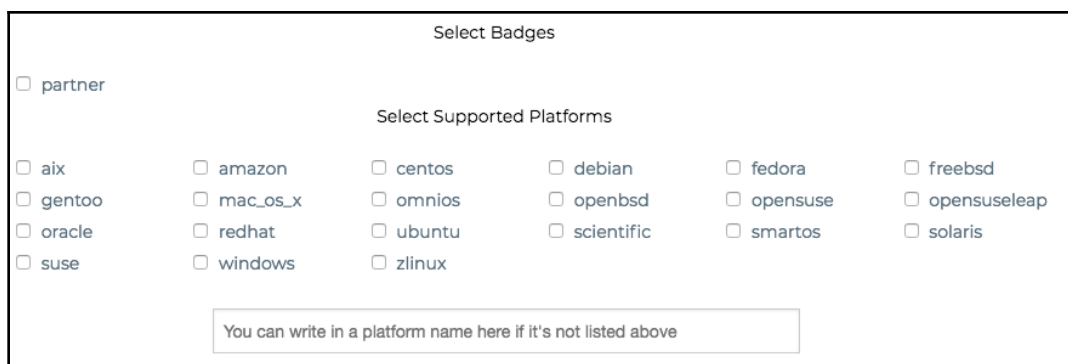 Select Badges
partner
Select Supported Platforms
aix amazon centos debian fedora freebsd
gentoo mac_os_x omnios openbsd opensuse opensuseleap
oracle redhat ubuntu scientific smartos solaris
suse windows zlinux
You can write in a platform name here if it's not listed above